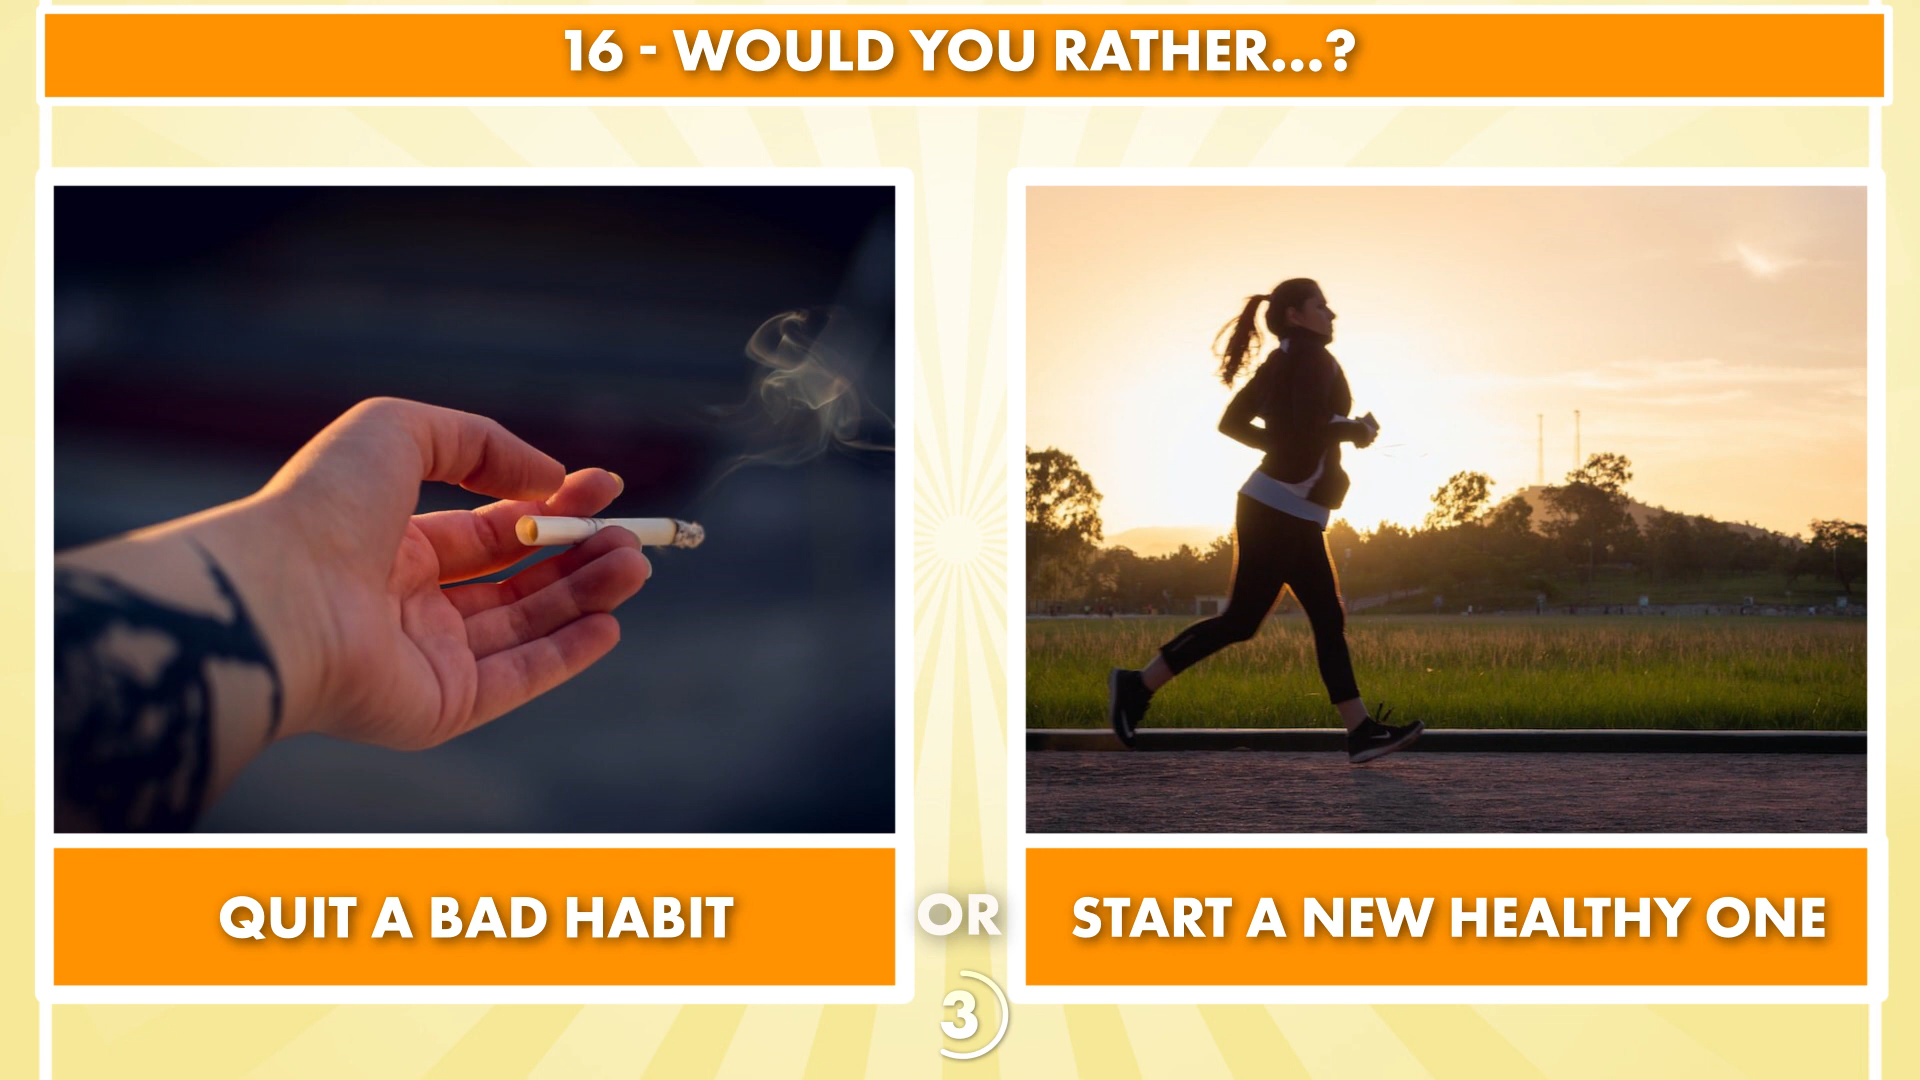 16 - WOULD YOU RATHER...?
QUIT A BAD HABIT
OR
START A NEW HEALTHY ONE
3